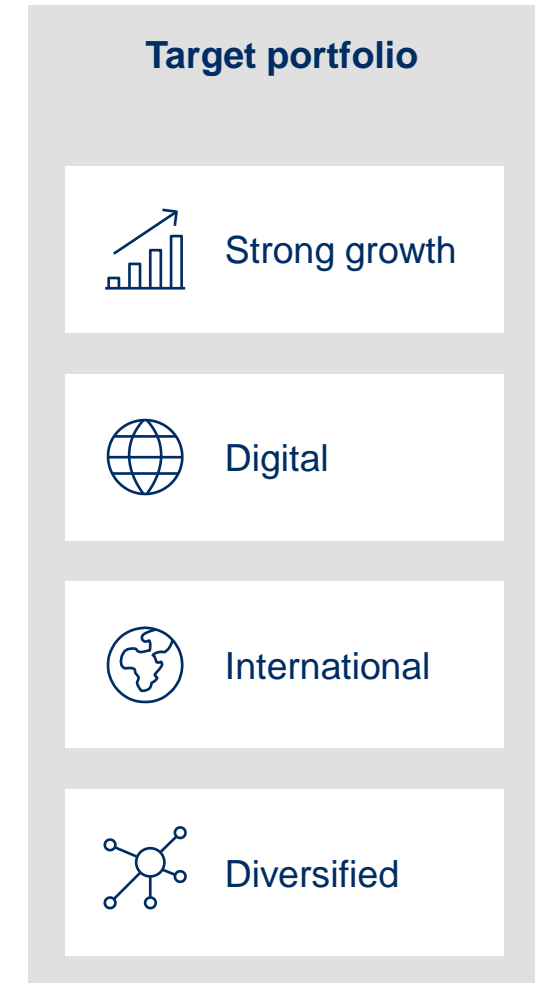 Target portfolio
Strong growth
Digital
International
Diversified